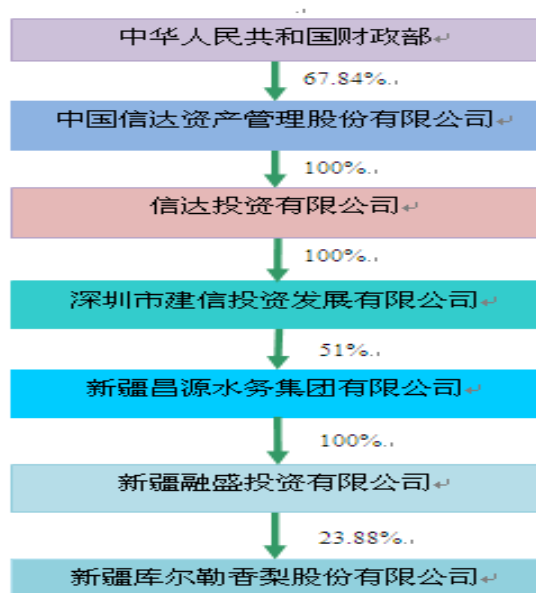 中华人民共和国财政部
67.84%
中国信达资产管理股份有限公司
100%
信达投资有限公司
100%
深圳市建信投资发展有限公司
51%
新疆昌源水务集团有限公司
100%
新疆融盛投资有限公司
23.88%
新疆库尔勒香梨股份有限公司